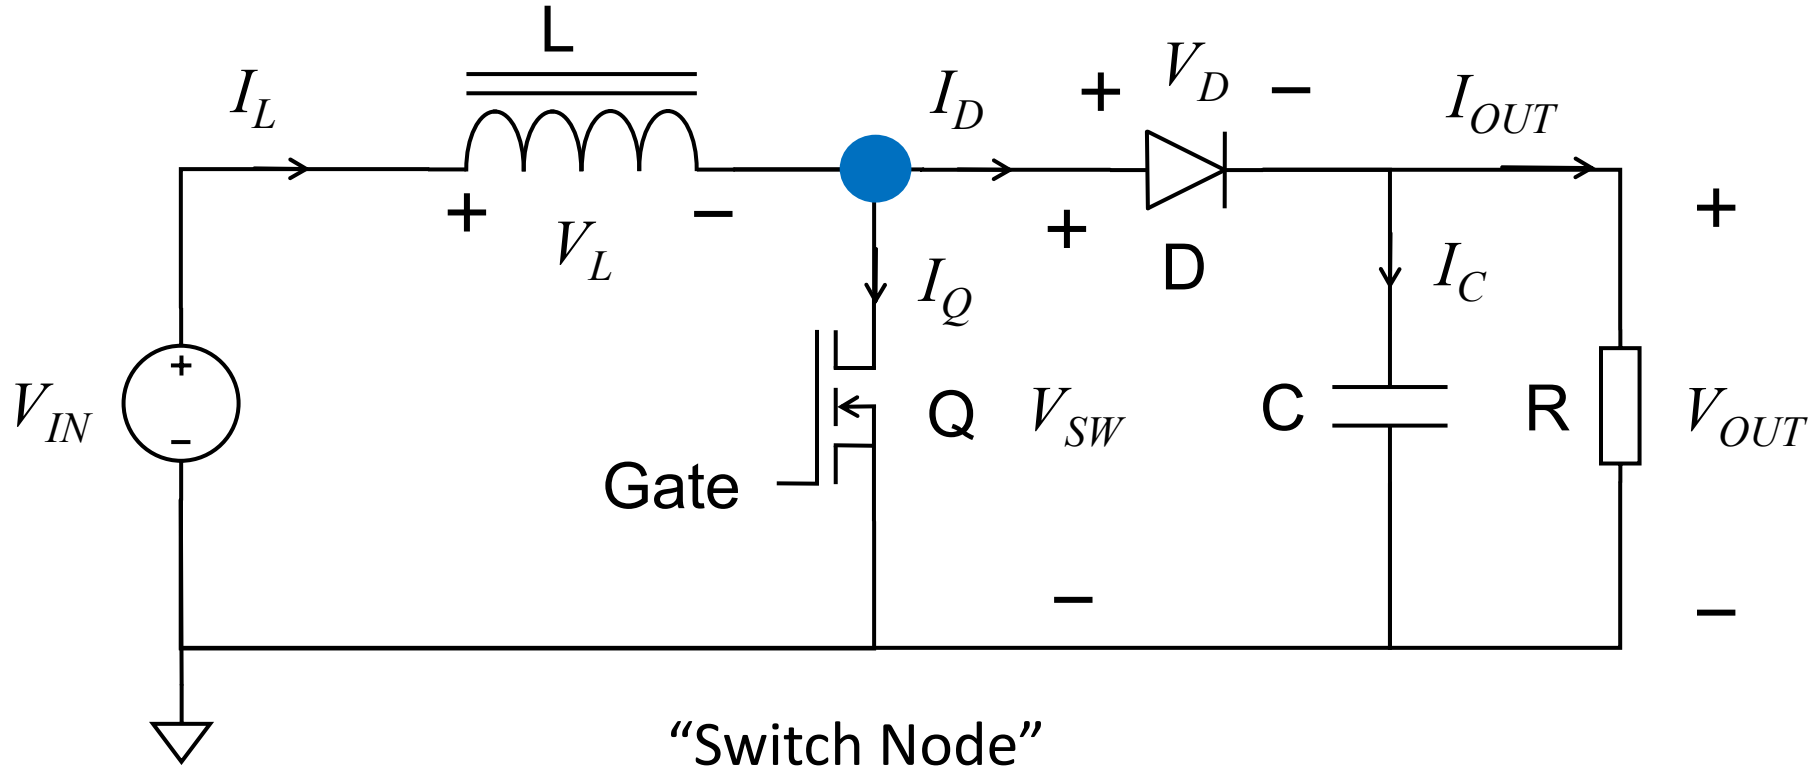 L
I_L
I_D
+ V_D −
I_OUT
+ V_L −
+
D
I_Q
I_C
+
V_IN
+
−
Q
V_SW
C
R
V_OUT
Gate
−
−
“Switch Node”